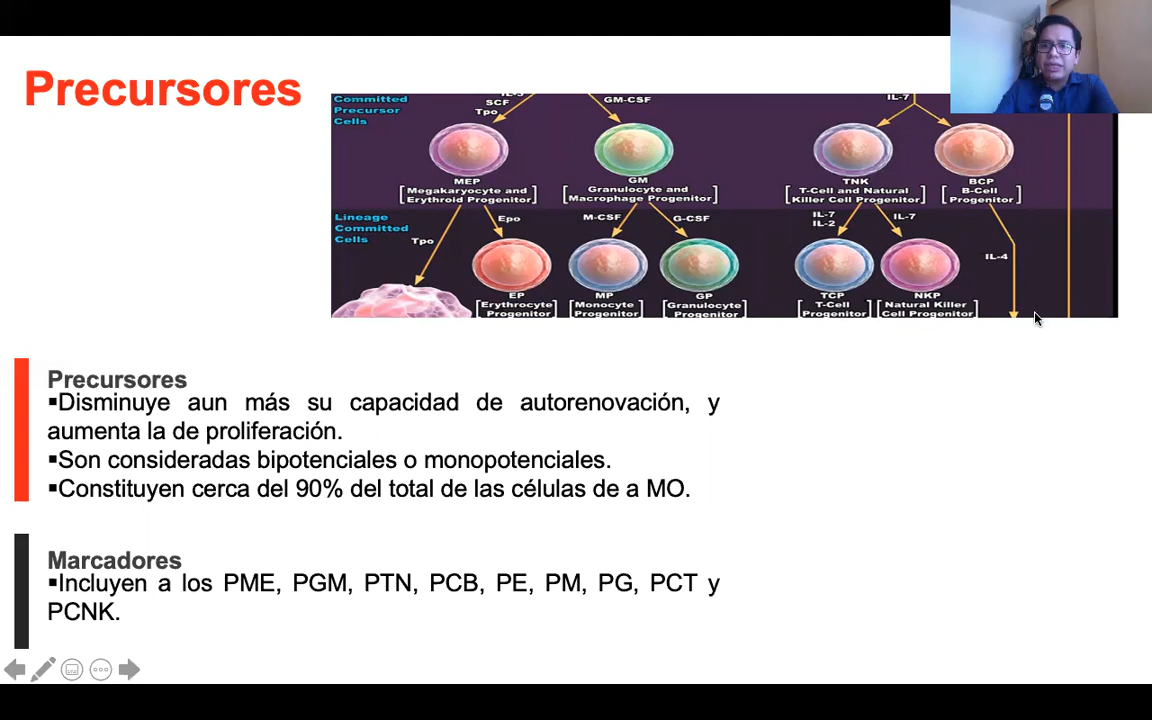 Precursores
Committed
Precursor
Cells
IL-3
SCF
Tpo
GM-CSF
IL-7
MEP
[Megakaryocyte and
Erythroid Progenitor]
GM
[Granulocyte and
Macrophage Progenitor]
TNK
[T-Cell and Natural
Killer Cell Progenitor]
BCP
[B-Cell
Progenitor]
Lineage
Committed
Cells
Tpo
Epo
M-CSF
G-CSF
IL-7
IL-2
IL-7
IL-4
EP
[Erythrocyte
Progenitor]
MP
[Monocyte
Progenitor]
GP
[Granulocyte
Progenitor]
TCP
[T-Cell
Progenitor]
NKP
[Natural Killer
Cell Progenitor]
Precursores
▪Disminuye aun más su capacidad de autorenovación, y
aumenta la de proliferación.
▪Son consideradas bipotenciales o monopotenciales.
▪Constituyen cerca del 90% del total de las células de a MO.
Marcadores
▪Incluyen a los PME, PGM, PTN, PCB, PE, PM, PG, PCT y
PCNK.